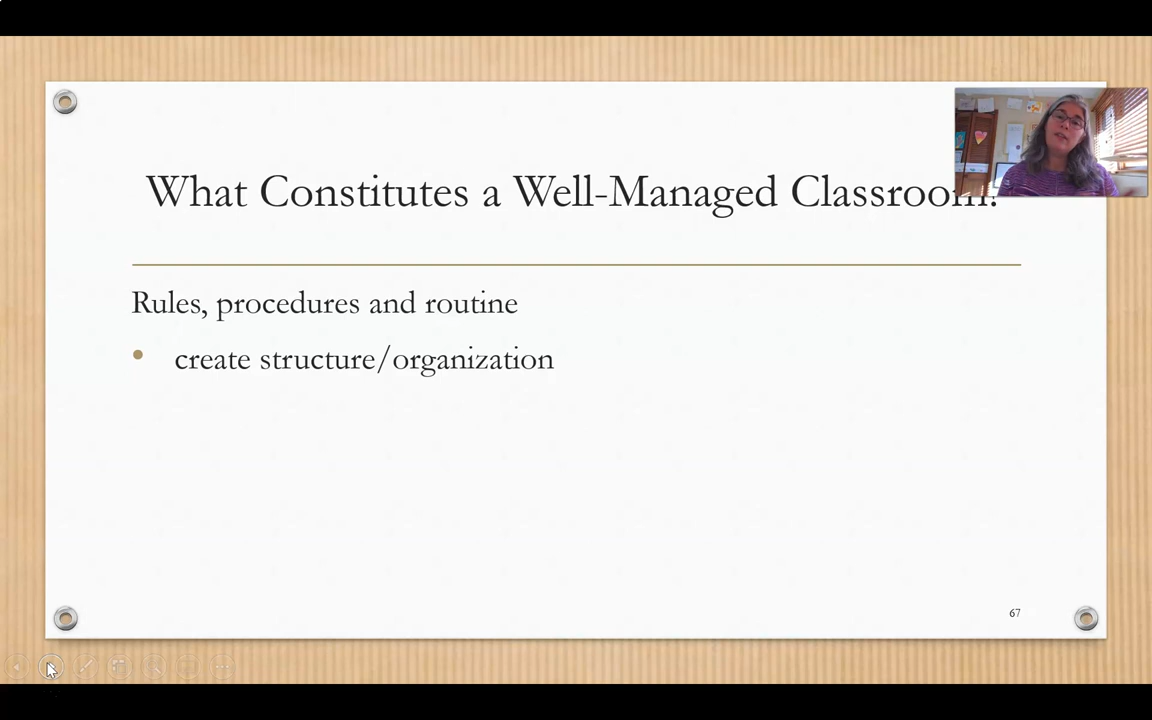 What Constitutes a Well-Managed Classroom?
Rules, procedures and routine
create structure/organization
67